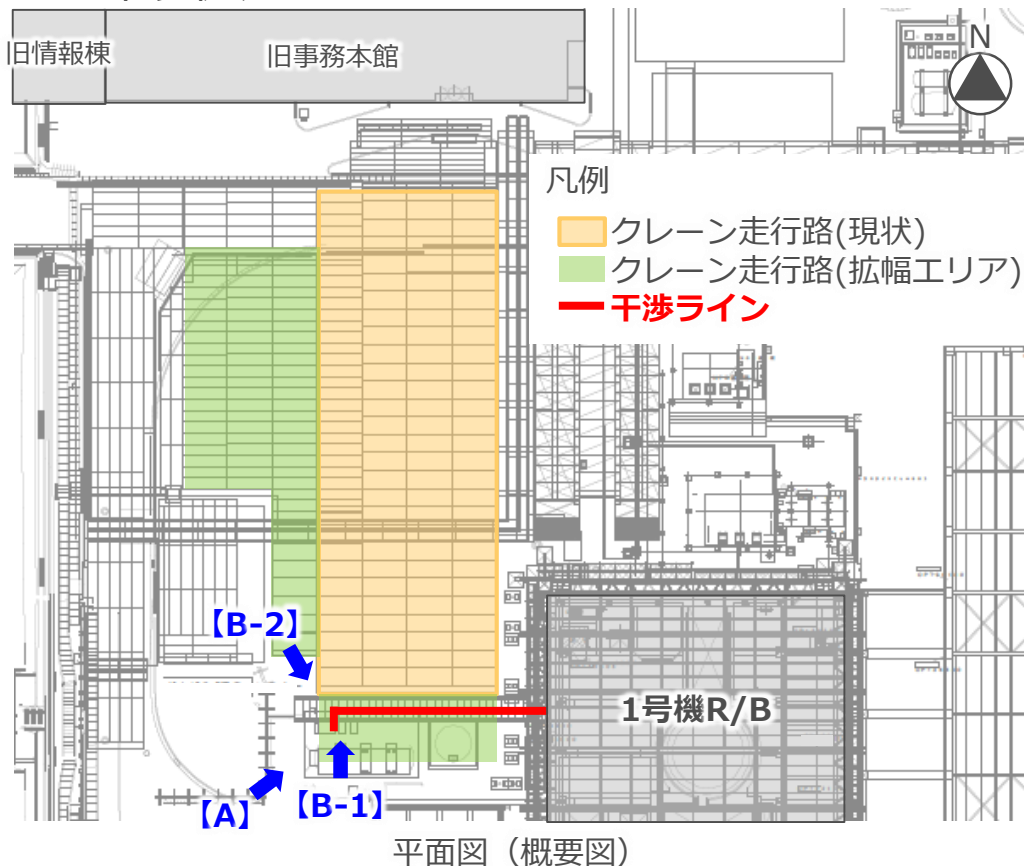 旧情報棟
旧事務本館
N
凡例
クレーン走行路(現状)
クレーン走行路(拡幅エリア)
干渉ライン
【B-2】
1号機R/B
【A】
【B-1】
平面図（概要図）